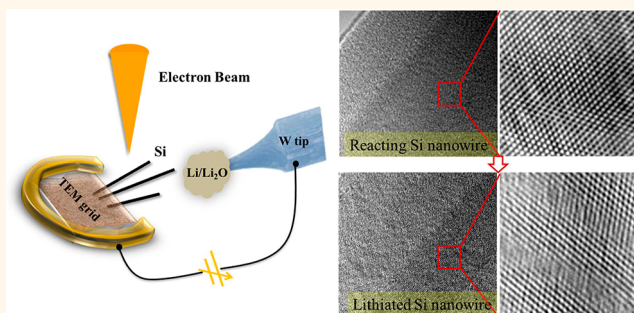 Electron Beam
Si
W tip
Li/Li₂O
TEM grid
Reacting Si nanowire
Lithiated Si nanowire